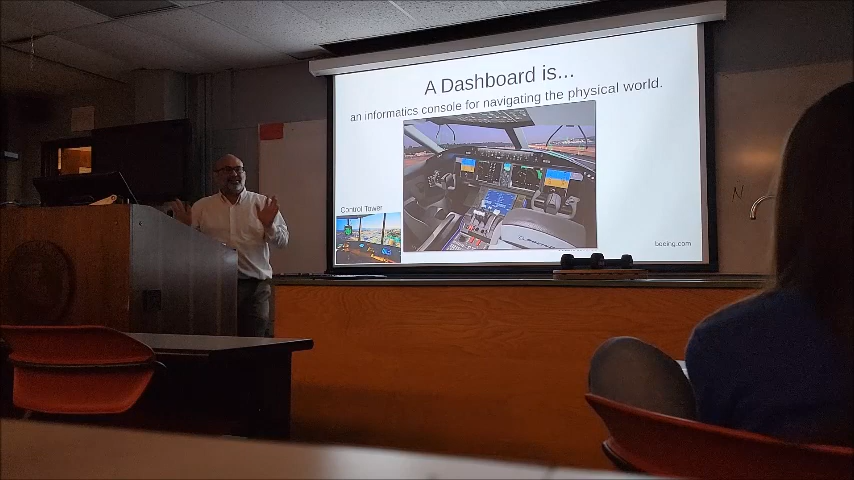 A Dashboard is...
an informatics console for navigating the physical world.
Control Tower
boeing.com
N